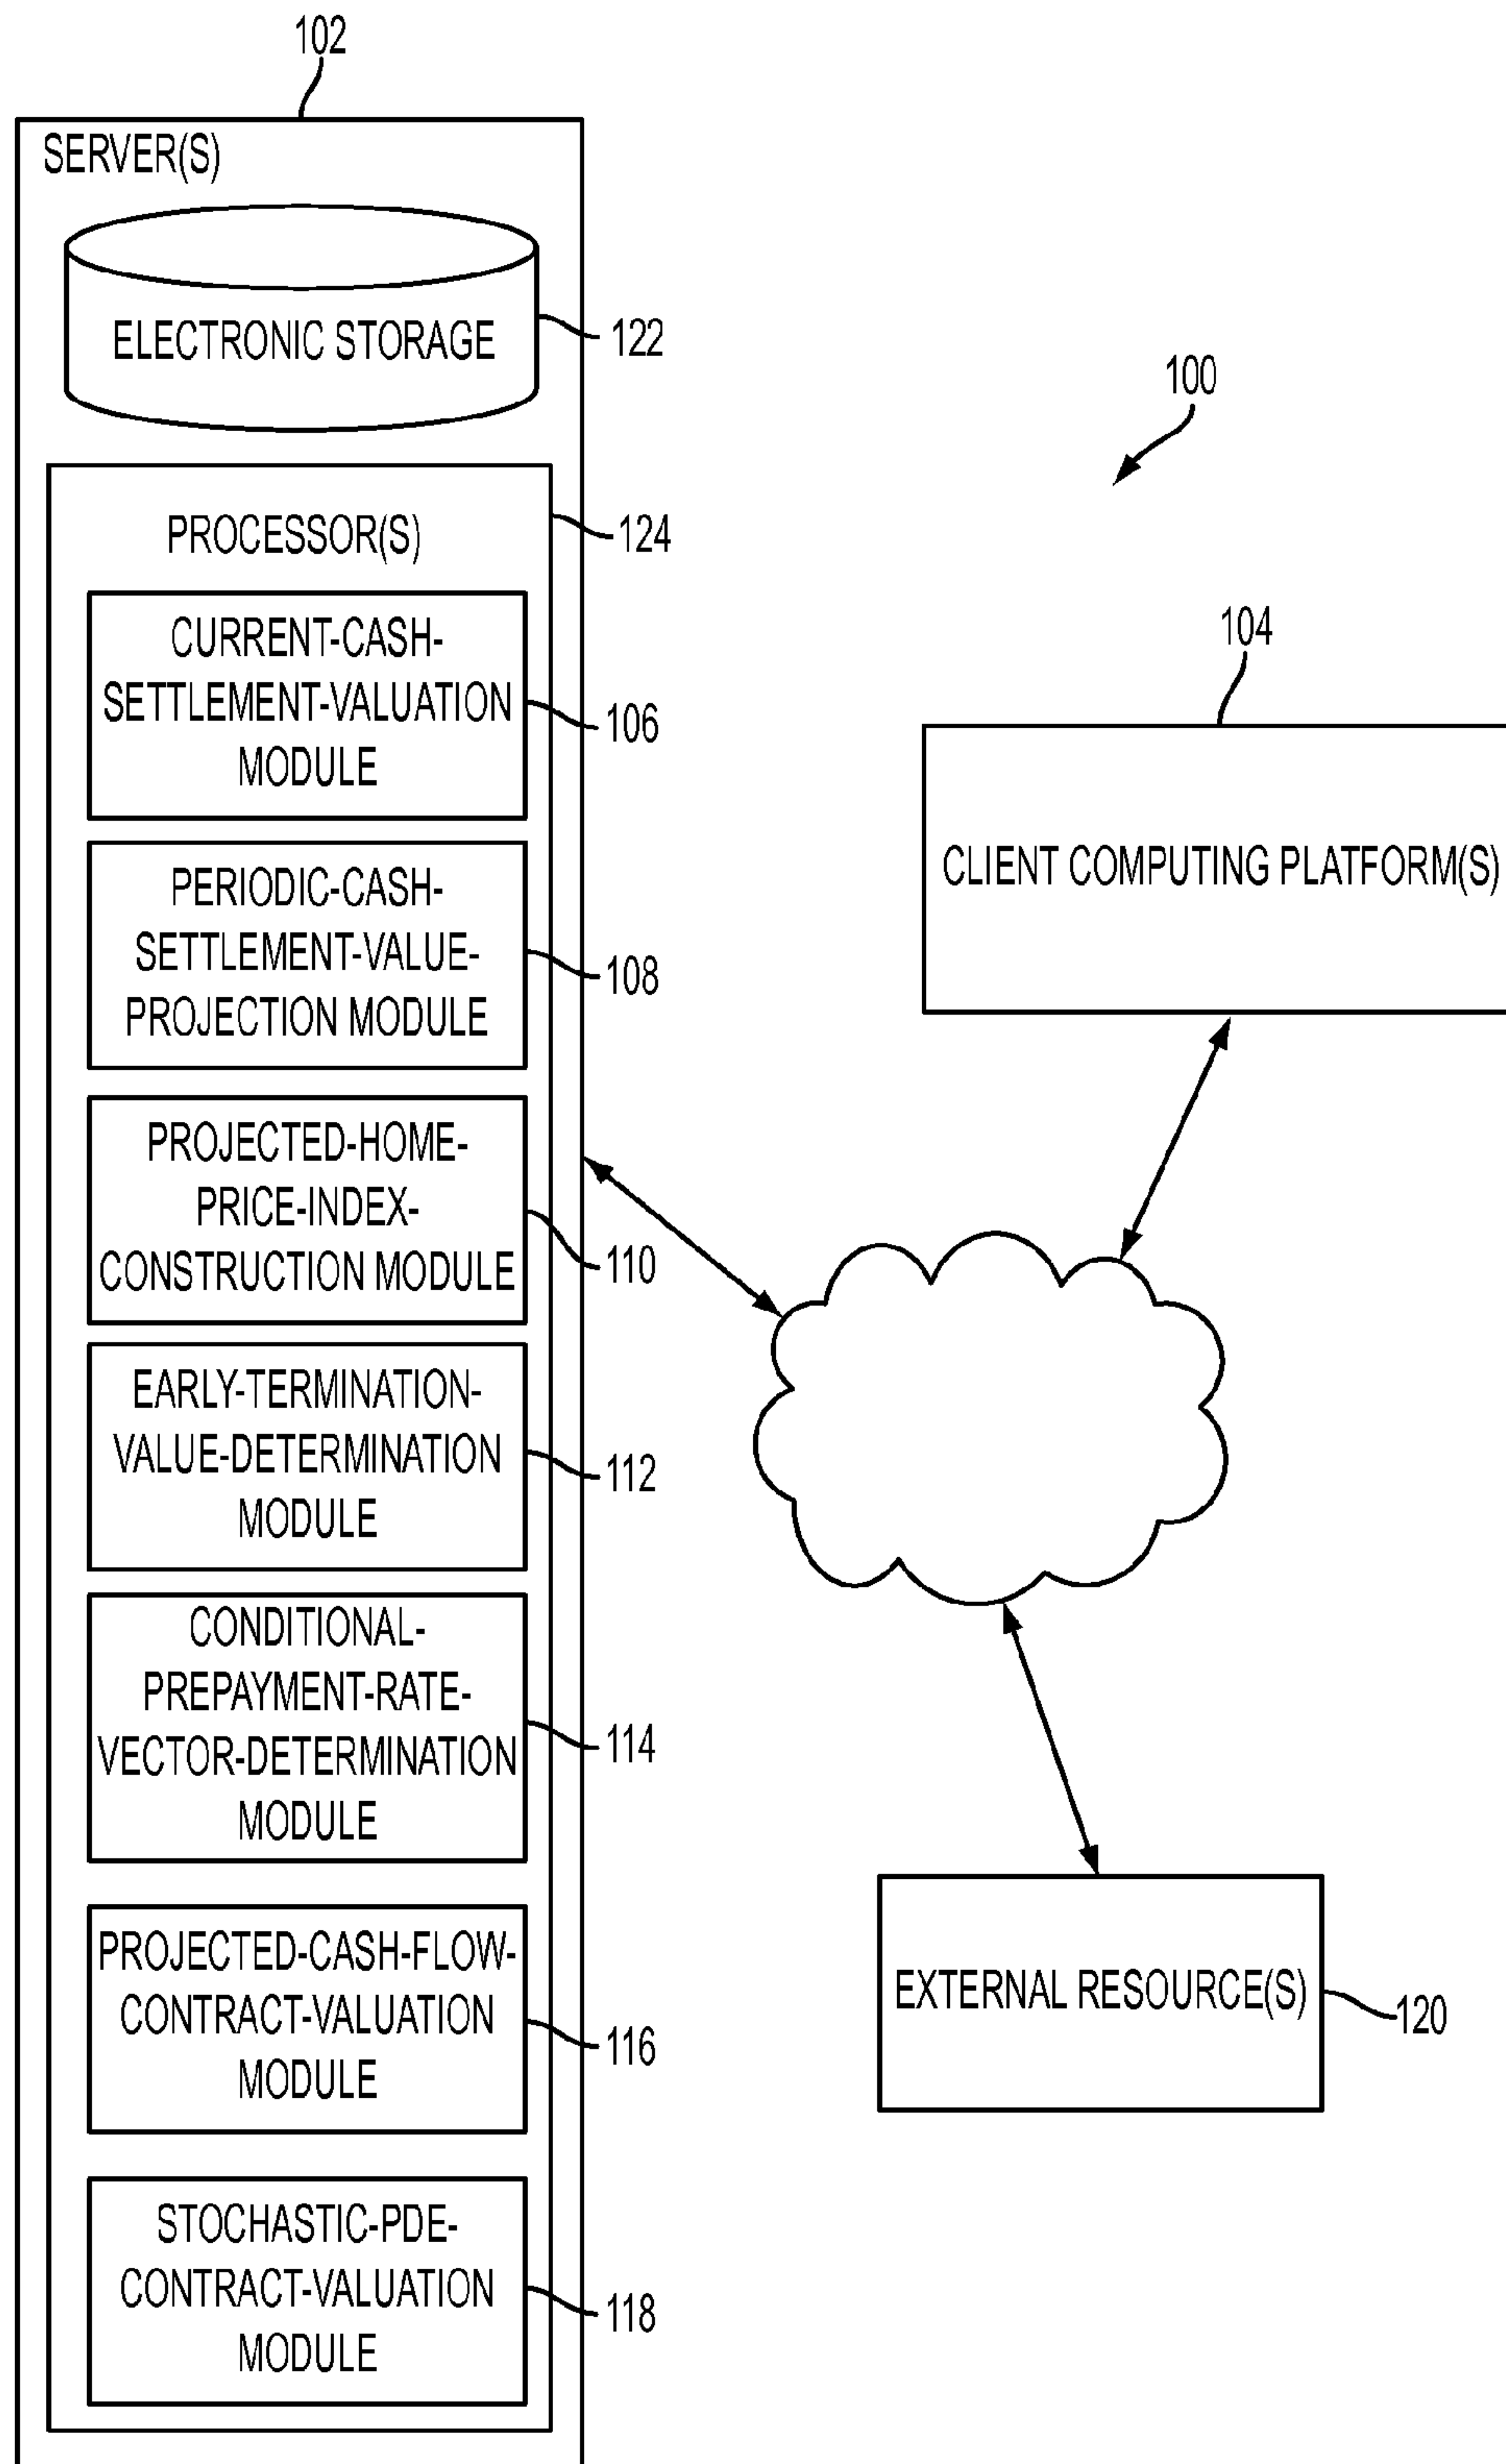 102
SERVER(S)
ELECTRONIC STORAGE
122
100
PROCESSOR(S)
124
CURRENT-CASH-
SETTLEMENT-VALUATION
MODULE
106
104
CLIENT COMPUTING PLATFORM(S)
PERIODIC-CASH-
SETTLEMENT-VALUE-
PROJECTION MODULE
108
PROJECTED-HOME-
PRICE-INDEX-
CONSTRUCTION MODULE
110
EARLY-TERMINATION-
VALUE-DETERMINATION
MODULE
112
CONDITIONAL-
PREPAYMENT-RATE-
VECTOR-DETERMINATION
MODULE
114
PROJECTED-CASH-FLOW-
CONTRACT-VALUATION
MODULE
116
EXTERNAL RESOURCE(S)
120
STOCHASTIC-PDE-
CONTRACT-VALUATION
MODULE
118